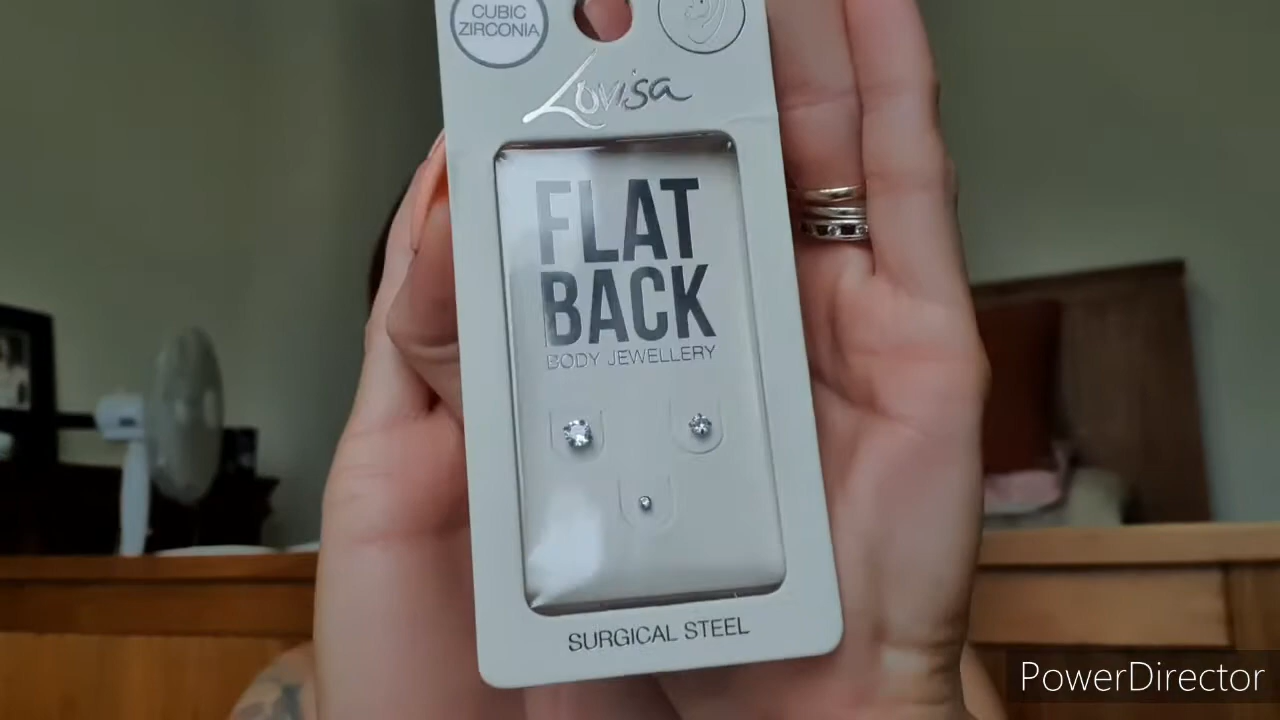 CUBIC
ZIRCONIA
Lovisa
FLAT
BACK
BODY JEWELLERY
SURGICAL STEEL
PowerDirector